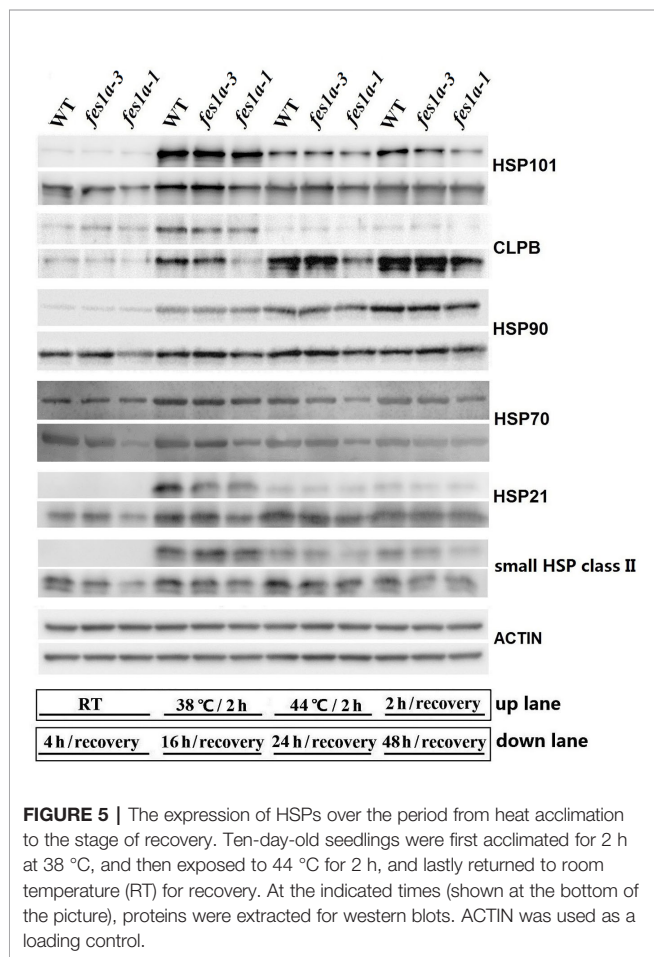 WT fes1a-3 fes1a-1 WT fes1a-3 fes1a-1 WT fes1a-3 fes1a-1 WT fes1a-3 fes1a-1
HSP101
CLPB
HSP90
HSP70
HSP21
small HSP class II
ACTIN
RT 38 °C / 2 h 44 °C / 2 h 2 h / recovery up lane
4 h / recovery 16 h / recovery 24 h / recovery 48h / recovery down lane
FIGURE 5 | The expression of HSPs over the period from heat acclimation
to the stage of recovery. Ten-day-old seedlings were first acclimated for 2 h
at 38 °C, and then exposed to 44 °C for 2 h, and lastly returned to room
temperature (RT) for recovery. At the indicated times (shown at the bottom of
the picture), proteins were extracted for western blots. ACTIN was used as a
loading control.